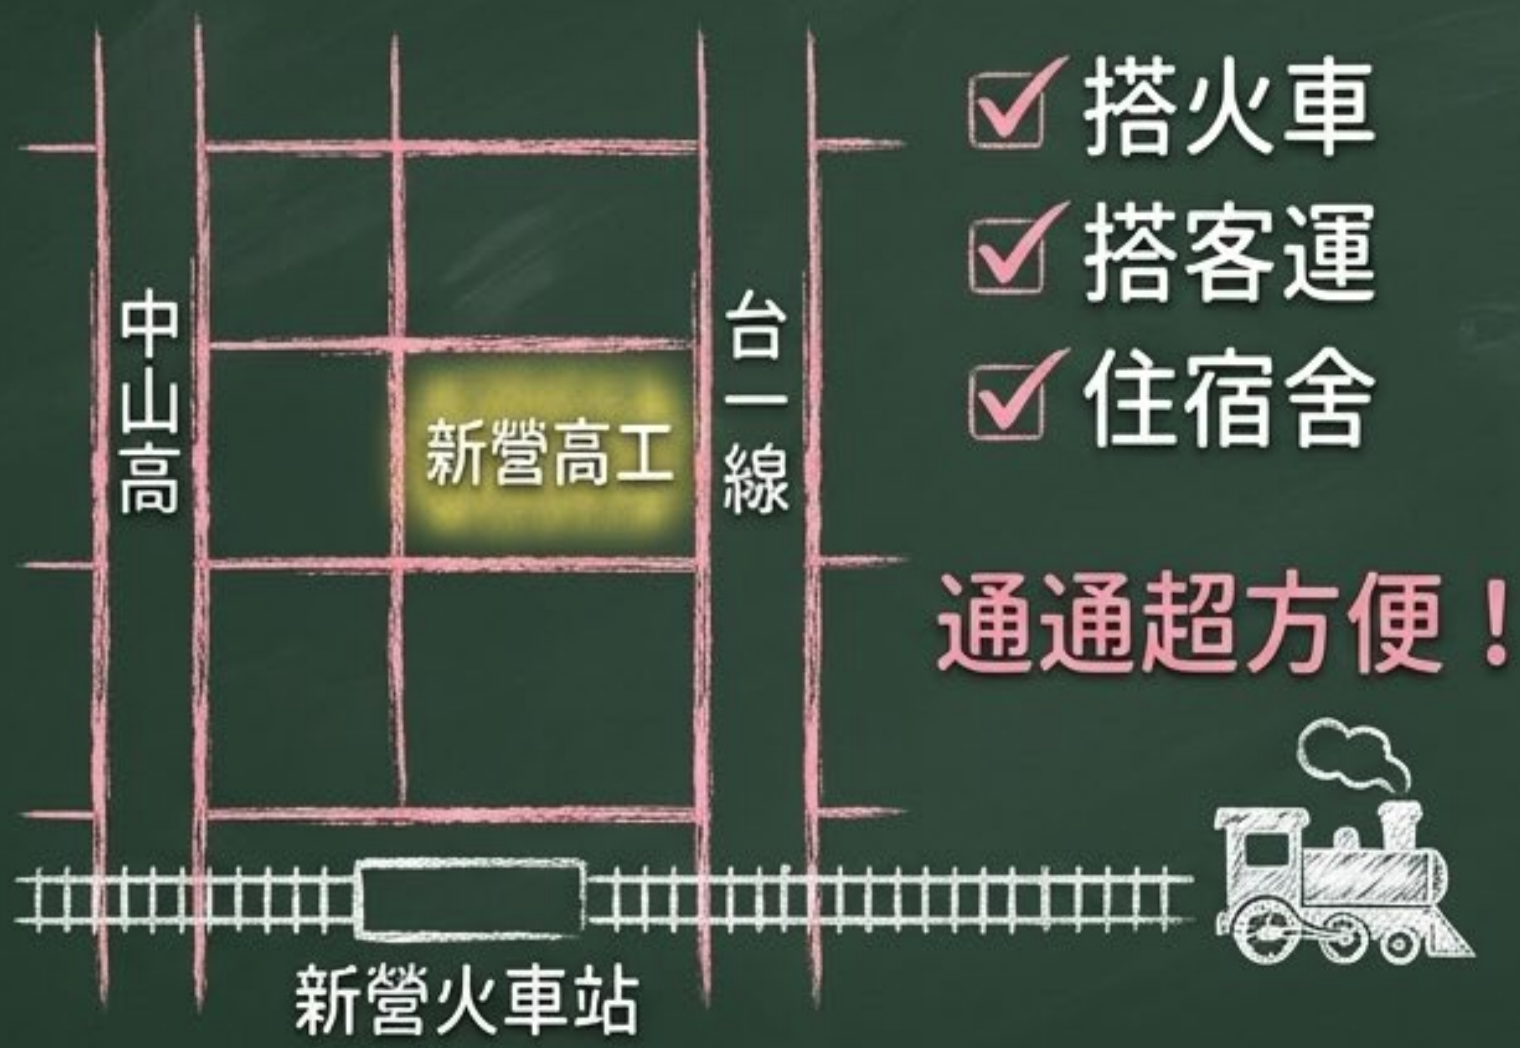 搭火車
搭客運
住宿舍
中山高
台一線
新營高工
通通超方便！
新營火車站